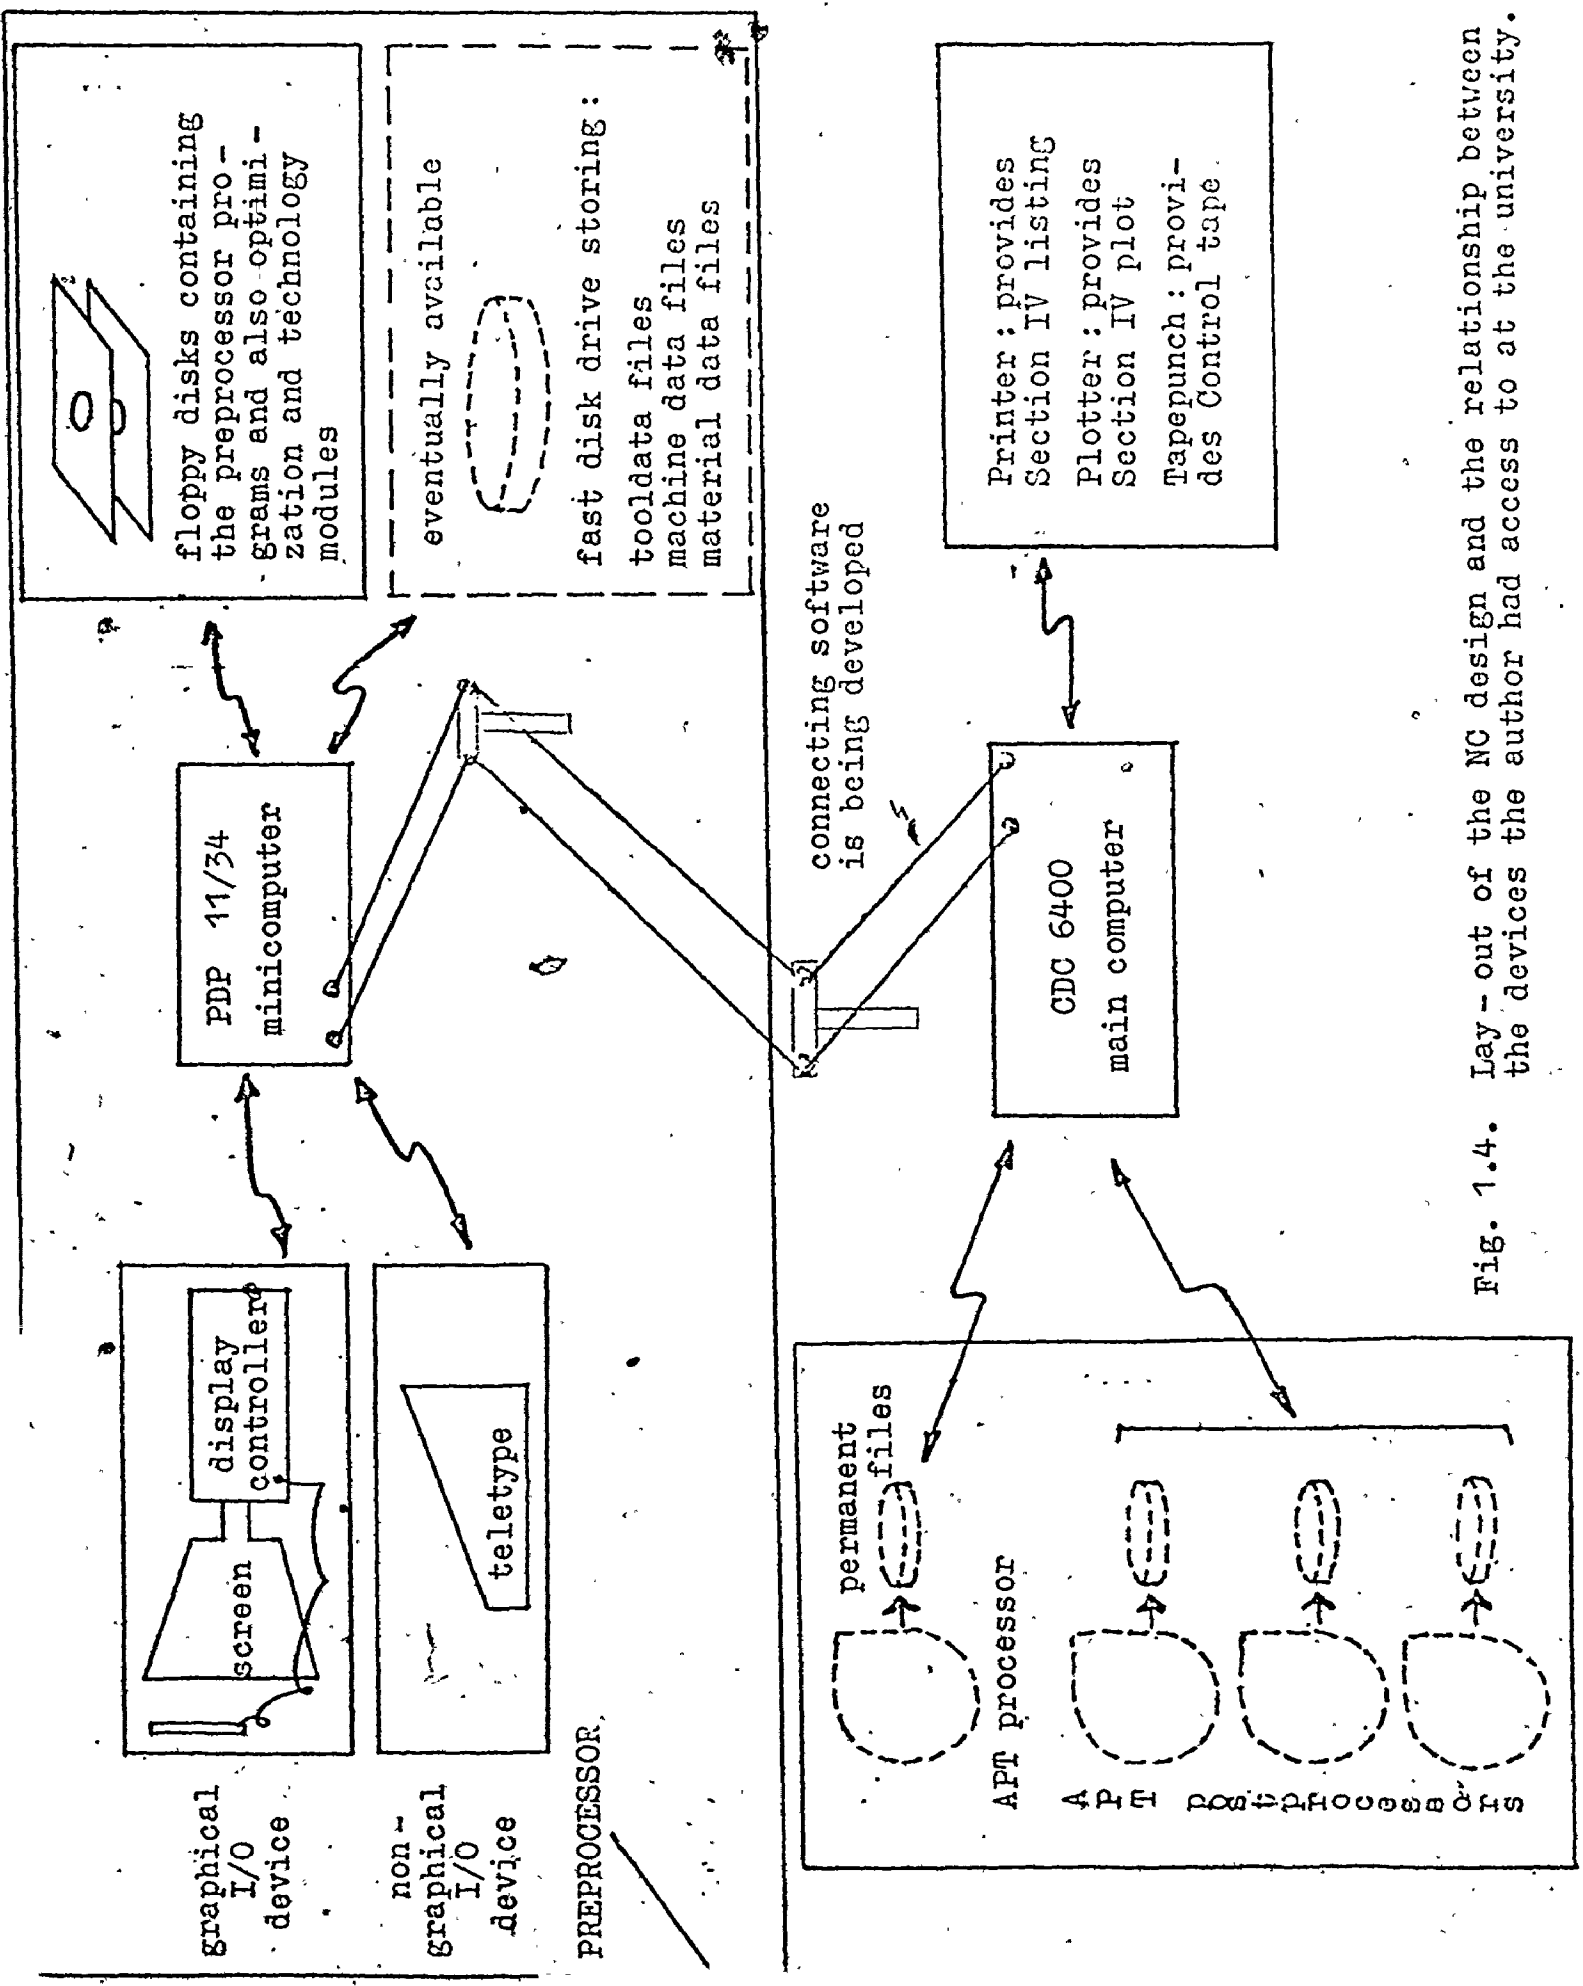 graphical
I/O
device
screen
display
controller
non-
graphical
I/O
device
teletype
PREPROCESSOR
PDP 11/34
minicomputer
floppy disks containing
the preprocessor pro-
grams and also optimi-
zation and technology
modules
eventually available
fast disk drive storing:
tooldata files
machine data files
material data files
connecting software
is being developed
CDC 6400
main computer
Printer: provides
Section IV listing
Plotter: provides
Section IV plot
Tapepunch: provi-
des Control tape
permanent
files
APT processor
APT postprocessors
Fig. 1.4. Lay-out of the NC design and the relationship between
the devices the author had access to at the university.